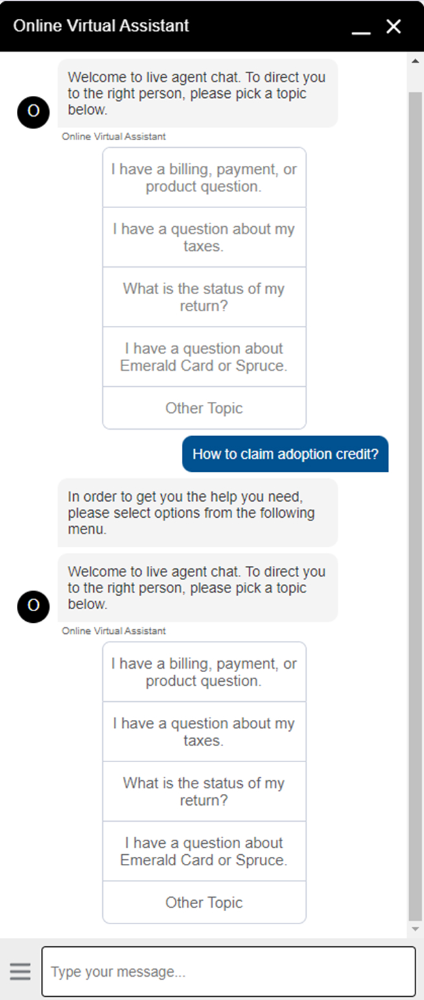 Online Virtual Assistant
Welcome to live agent chat. To direct you
to the right person, please pick a topic
below.
O
Online Virtual Assistant
I have a billing, payment, or
product question.
I have a question about my
taxes.
What is the status of my
return?
I have a question about
Emerald Card or Spruce.
Other Topic
How to claim adoption credit?
In order to get you the help you need,
please select options from the following
menu.
Welcome to live agent chat. To direct you
to the right person, please pick a topic
below.
O
Online Virtual Assistant
I have a billing, payment, or
product question.
I have a question about my
taxes.
What is the status of my
return?
I have a question about
Emerald Card or Spruce.
Other Topic
Type your message...